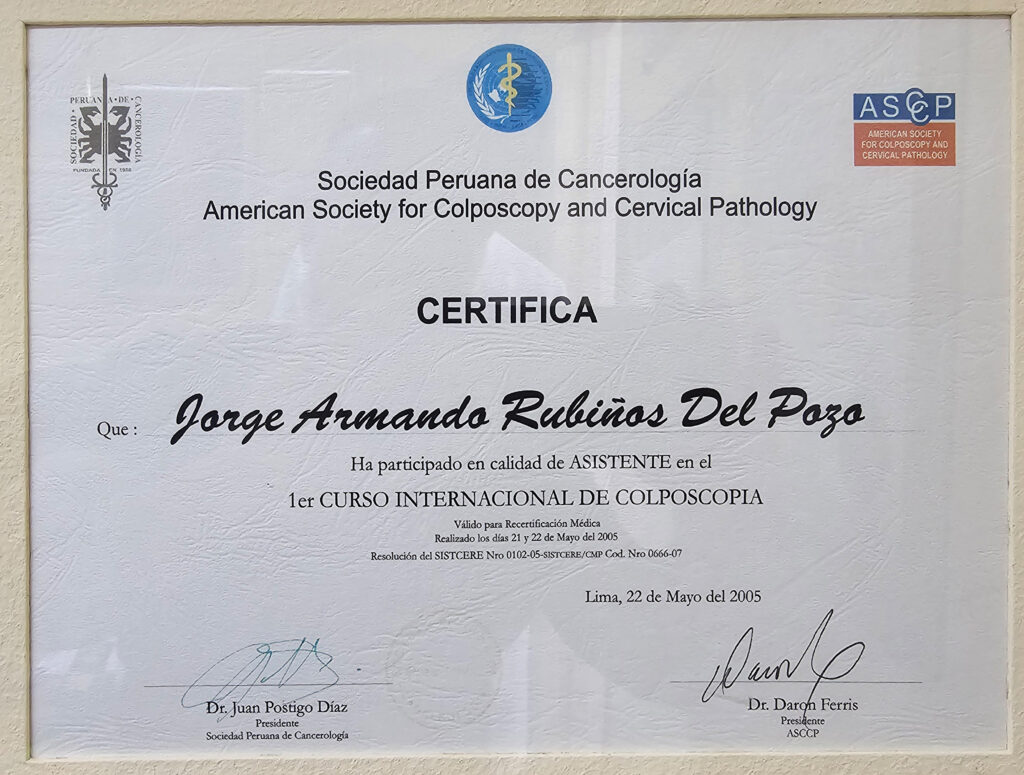 SOCIEDAD PERUANA DE CANCEROLOGÍA
FUNDADA EN 1988
ASCCP
AMERICAN SOCIETY
FOR COLPOSCOPY AND
CERVICAL PATHOLOGY
Sociedad Peruana de Cancerología
American Society for Colposcopy and Cervical Pathology
CERTIFICA
Que : Jorge Armando Rubiños Del Pozo
Ha participado en calidad de ASISTENTE en el
1er CURSO INTERNACIONAL DE COLPOSCOPIA
Válido para Recertificación Médica
Realizado los días 21 y 22 de Mayo del 2005
Resolución del SISTCERE Nro 0102-05-SISTCERE/CMP Cod. Nro 0666-07
Lima, 22 de Mayo del 2005
Dr. Juan Postigo Díaz
Presidente
Sociedad Peruana de Cancerología
Dr. Daron Ferris
Presidente
ASCCP